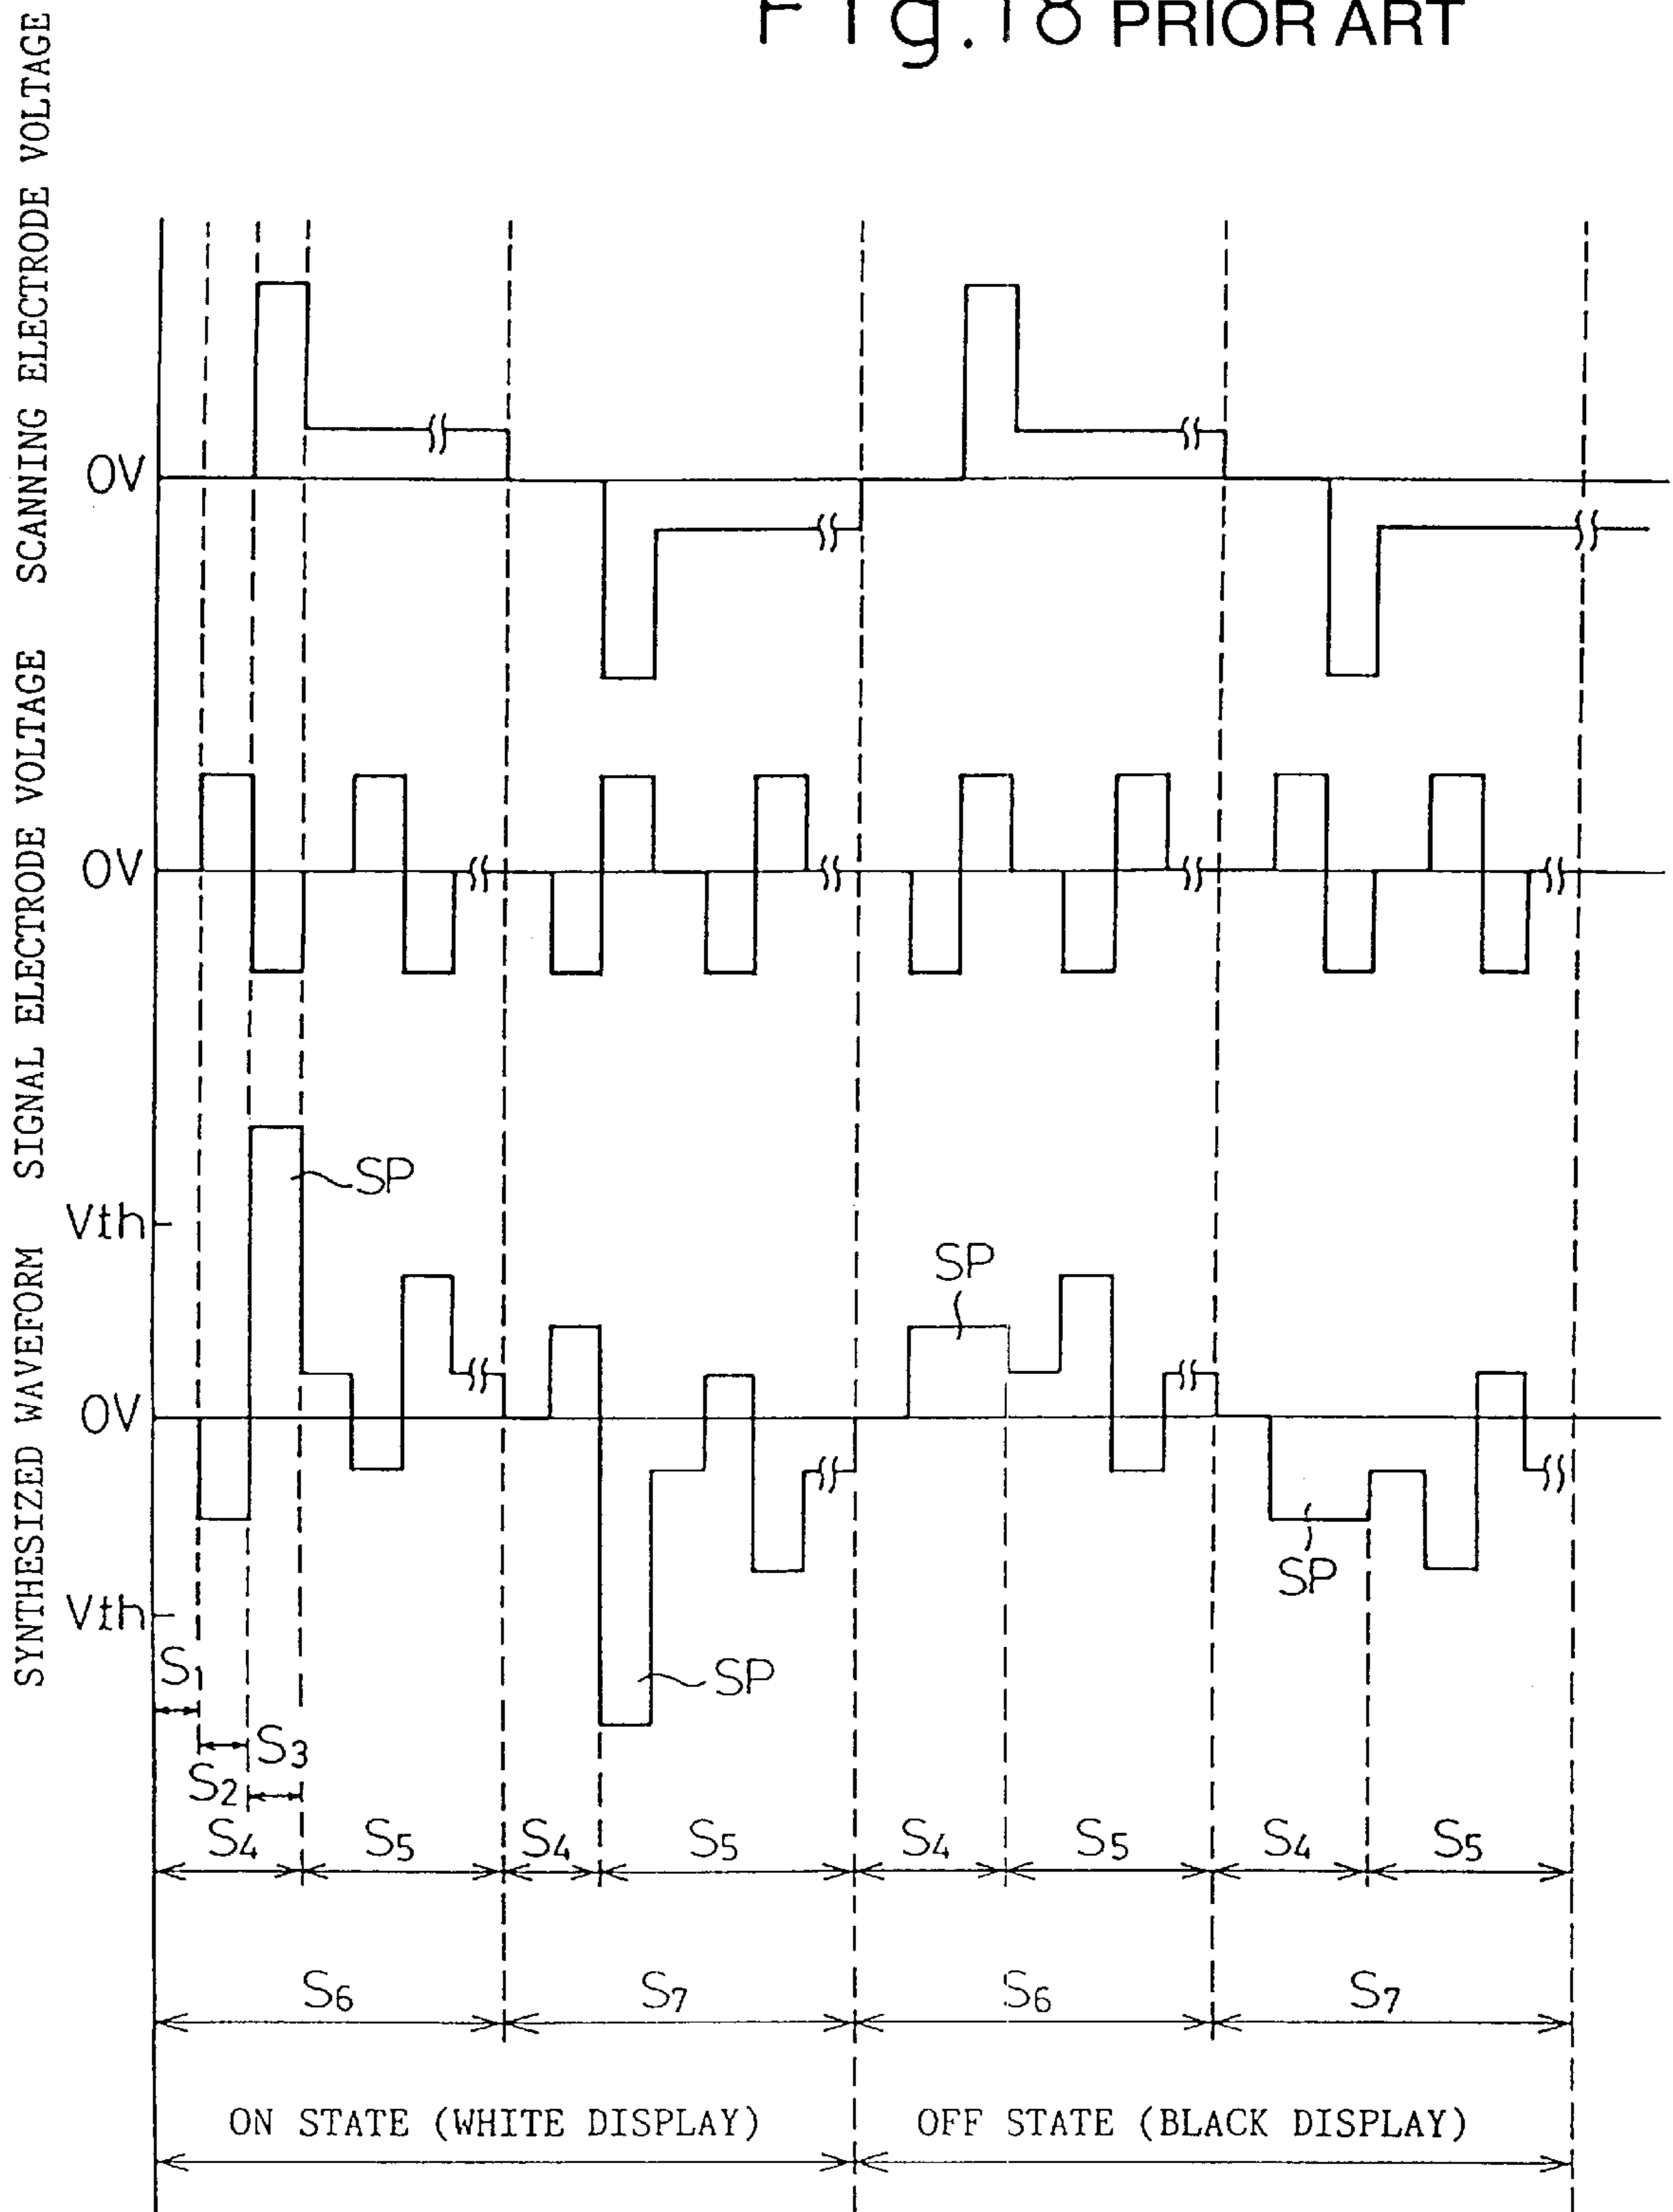 Fig.18 PRIOR ART
SCANNING ELECTRODE VOLTAGE
0V
SIGNAL ELECTRODE VOLTAGE
0V
SYNTHESIZED WAVEFORM
SP
Vth
SP
0V
SP
Vth
SP
S1
S3
S2
S4 S5 S4 S5 S4 S5 S4 S5
S6 S7 S6 S7
ON STATE (WHITE DISPLAY) OFF STATE (BLACK DISPLAY)